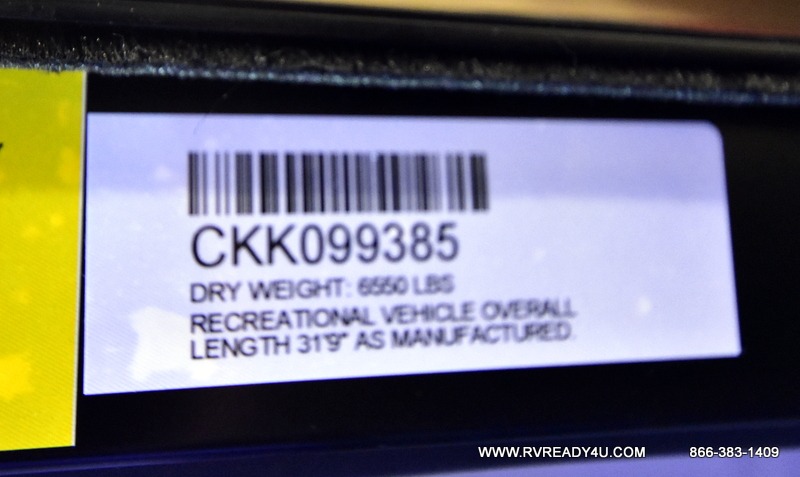 CKK099385
DRY WEIGHT: 6550 LBS
RECREATIONAL VEHICLE OVERALL
LENGTH 31'9" AS MANUFACTURED.
WWW.RVREADY4U.COM 866-383-1409